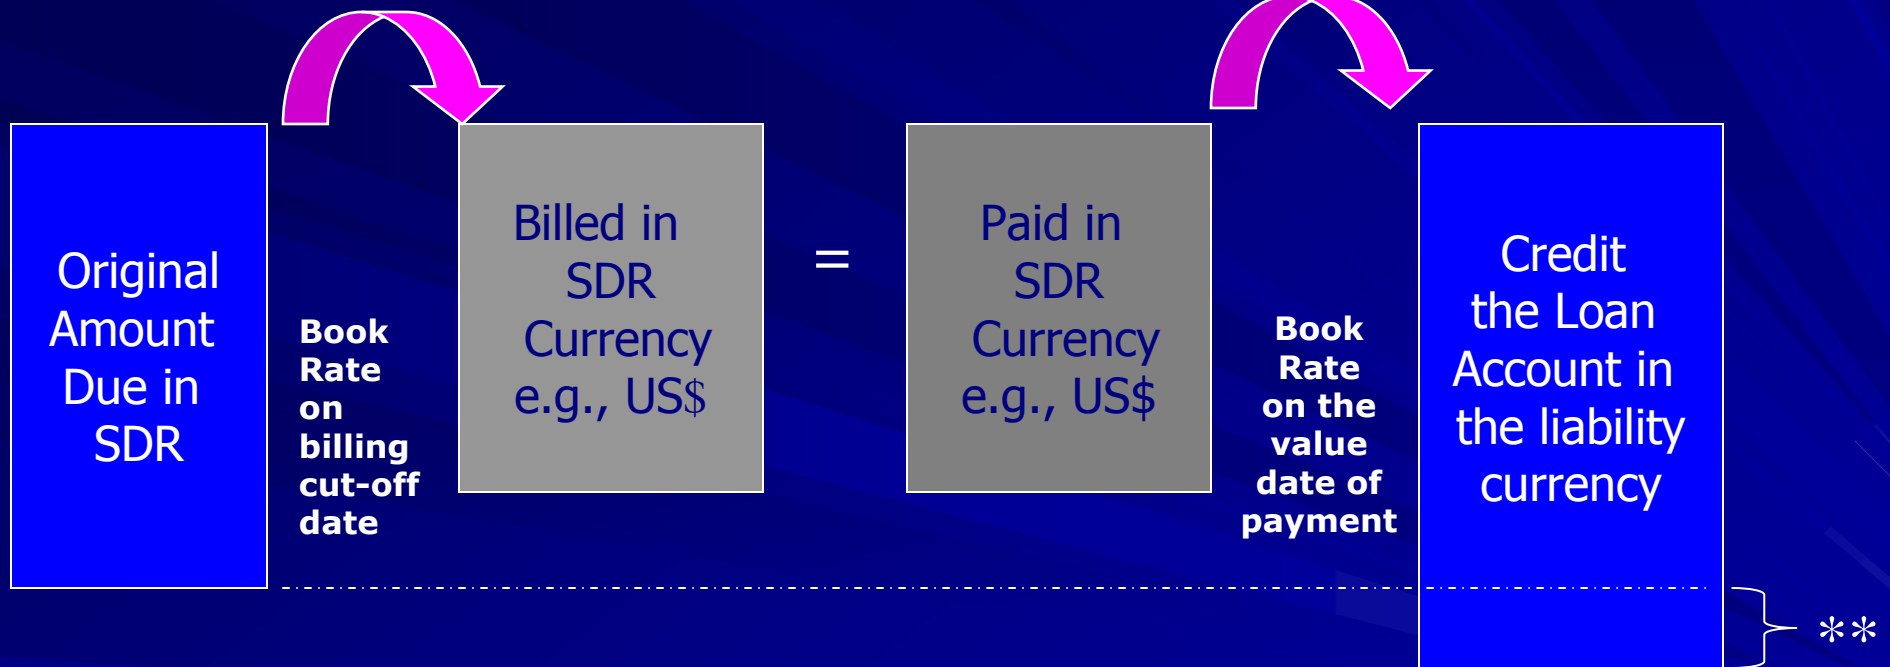 Original
Amount
Due in
SDR
Book
Rate
on
billing
cut-off
date
Billed in
SDR
Currency
e.g., US$
=
Paid in
SDR
Currency
e.g., US$
Book
Rate
on the
value
date of
payment
Credit
the Loan
Account in
the liability
currency
**